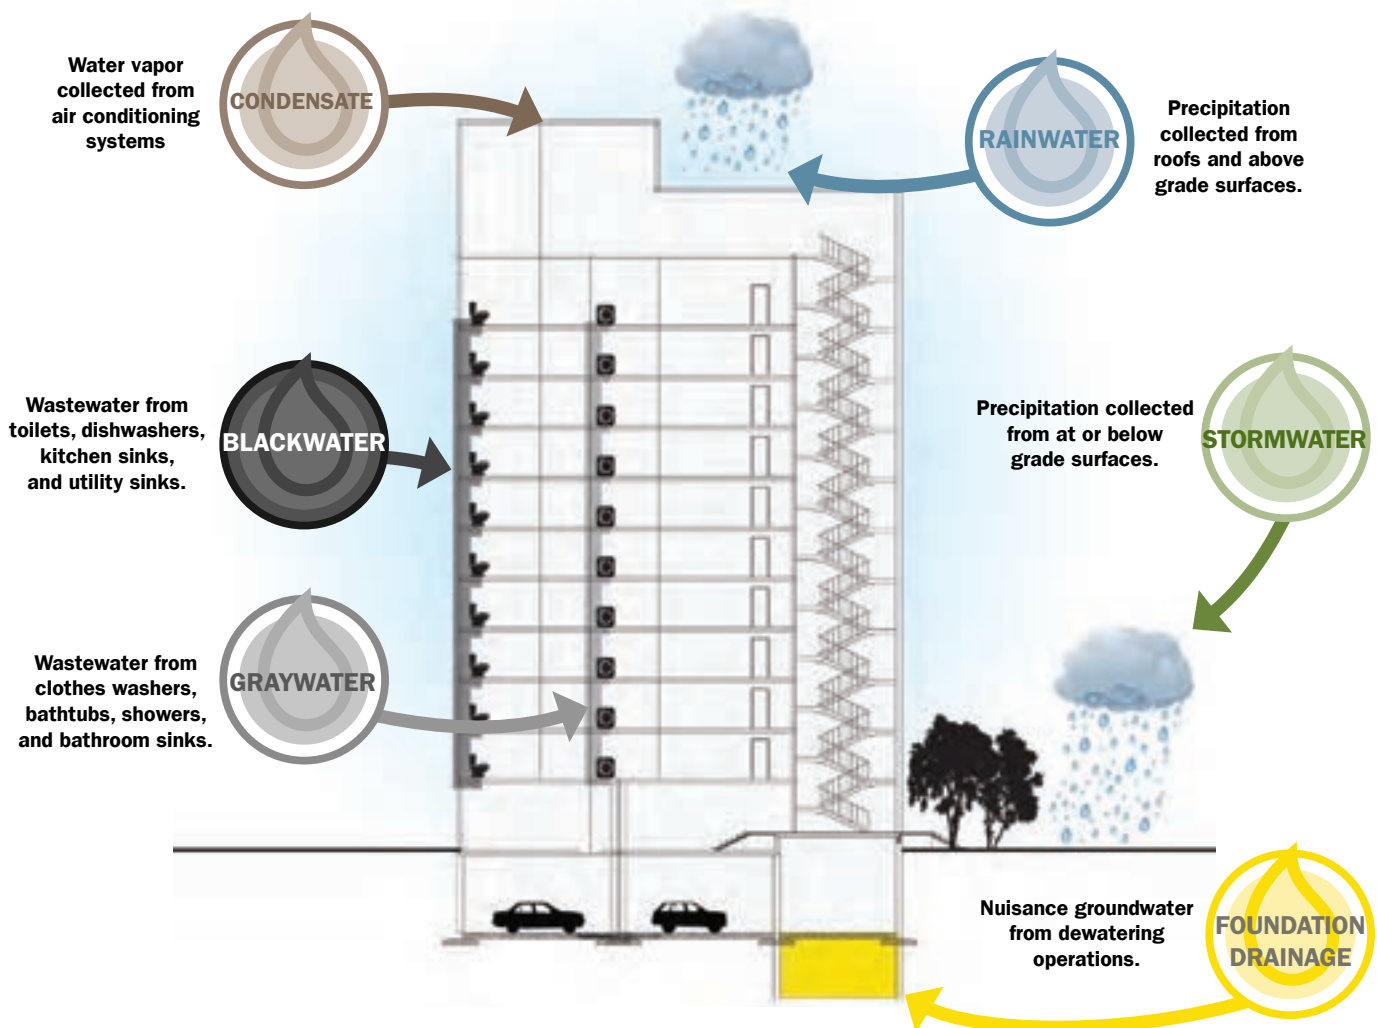 Water vapor
collected from
air conditioning
systems
CONDENSATE
RAINWATER
Precipitation
collected from
roofs and above
grade surfaces.
Wastewater from
toilets, dishwashers,
kitchen sinks,
and utility sinks.
BLACKWATER
Precipitation collected
from at or below
grade surfaces.
STORMWATER
Wastewater from
clothes washers,
bathtubs, showers,
and bathroom sinks.
GRAYWATER
Nuisance groundwater
from dewatering
operations.
FOUNDATION
DRAINAGE